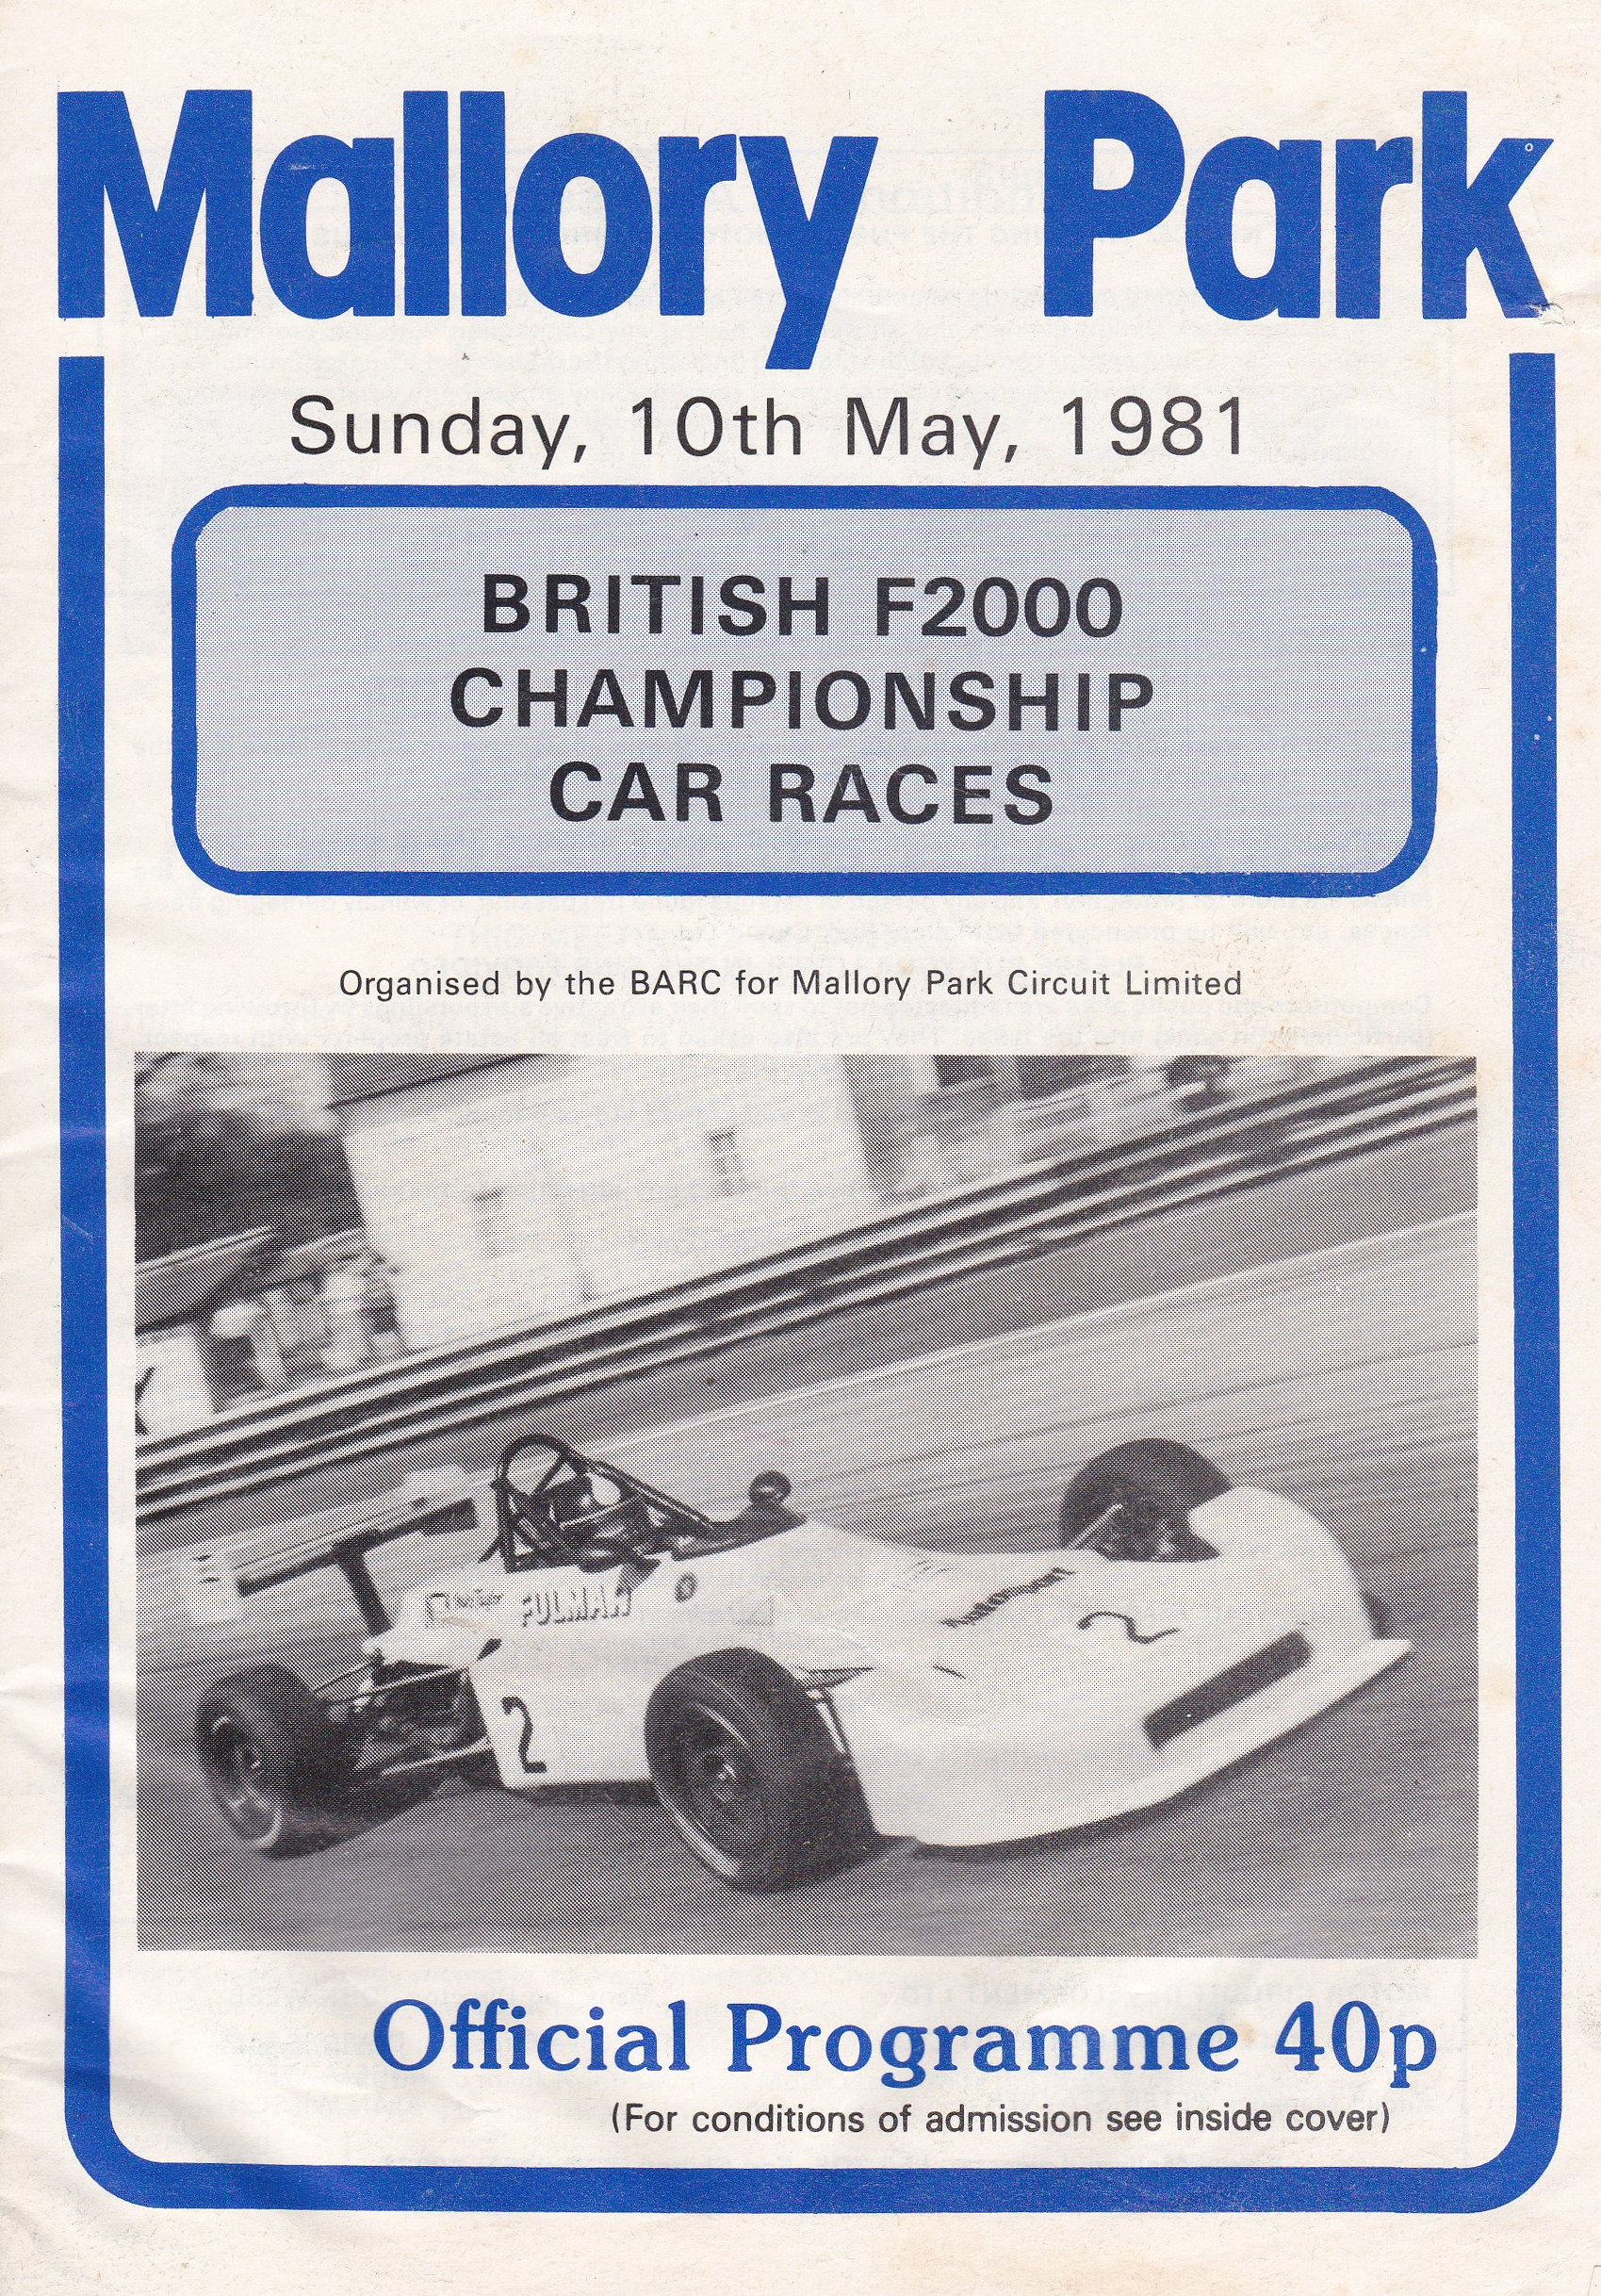 Mallory Park
Sunday, 10th May, 1981
BRITISH F2000
CHAMPIONSHIP
CAR RACES
Organised by the BARC for Mallory Park Circuit Limited
FULMAR
2
2
Official Programme 40p
(For conditions of admission see inside cover)